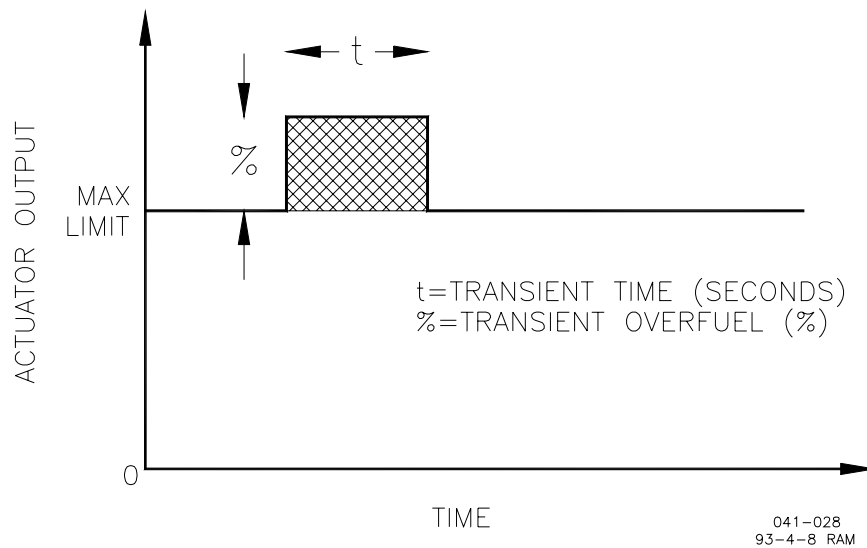 t
%
ACTUATOR OUTPUT
MAX
LIMIT
t=TRANSIENT TIME (SECONDS)
%=TRANSIENT OVERFUEL (%)
0
TIME
041-028
93-4-8 RAM